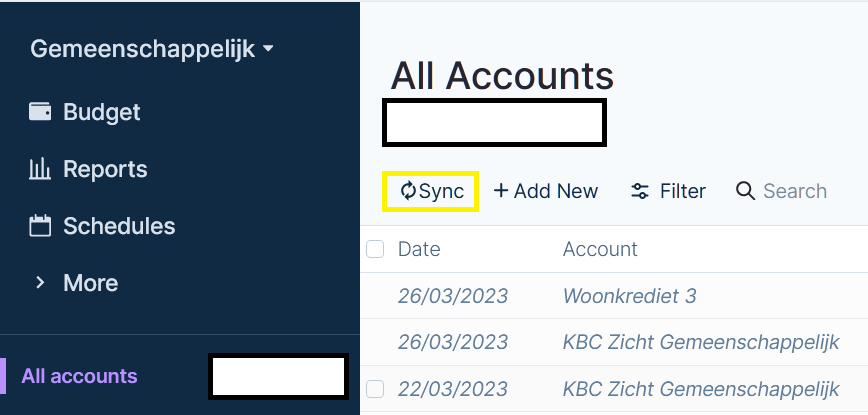 Gemeenschappelijk
Budget
Reports
Schedules
More
All accounts
All Accounts
Sync Add New Filter Search
Date Account
26/03/2023 Woonkrediet 3
26/03/2023 KBC Zicht Gemeenschappelijk
22/03/2023 KBC Zicht Gemeenschappelijk